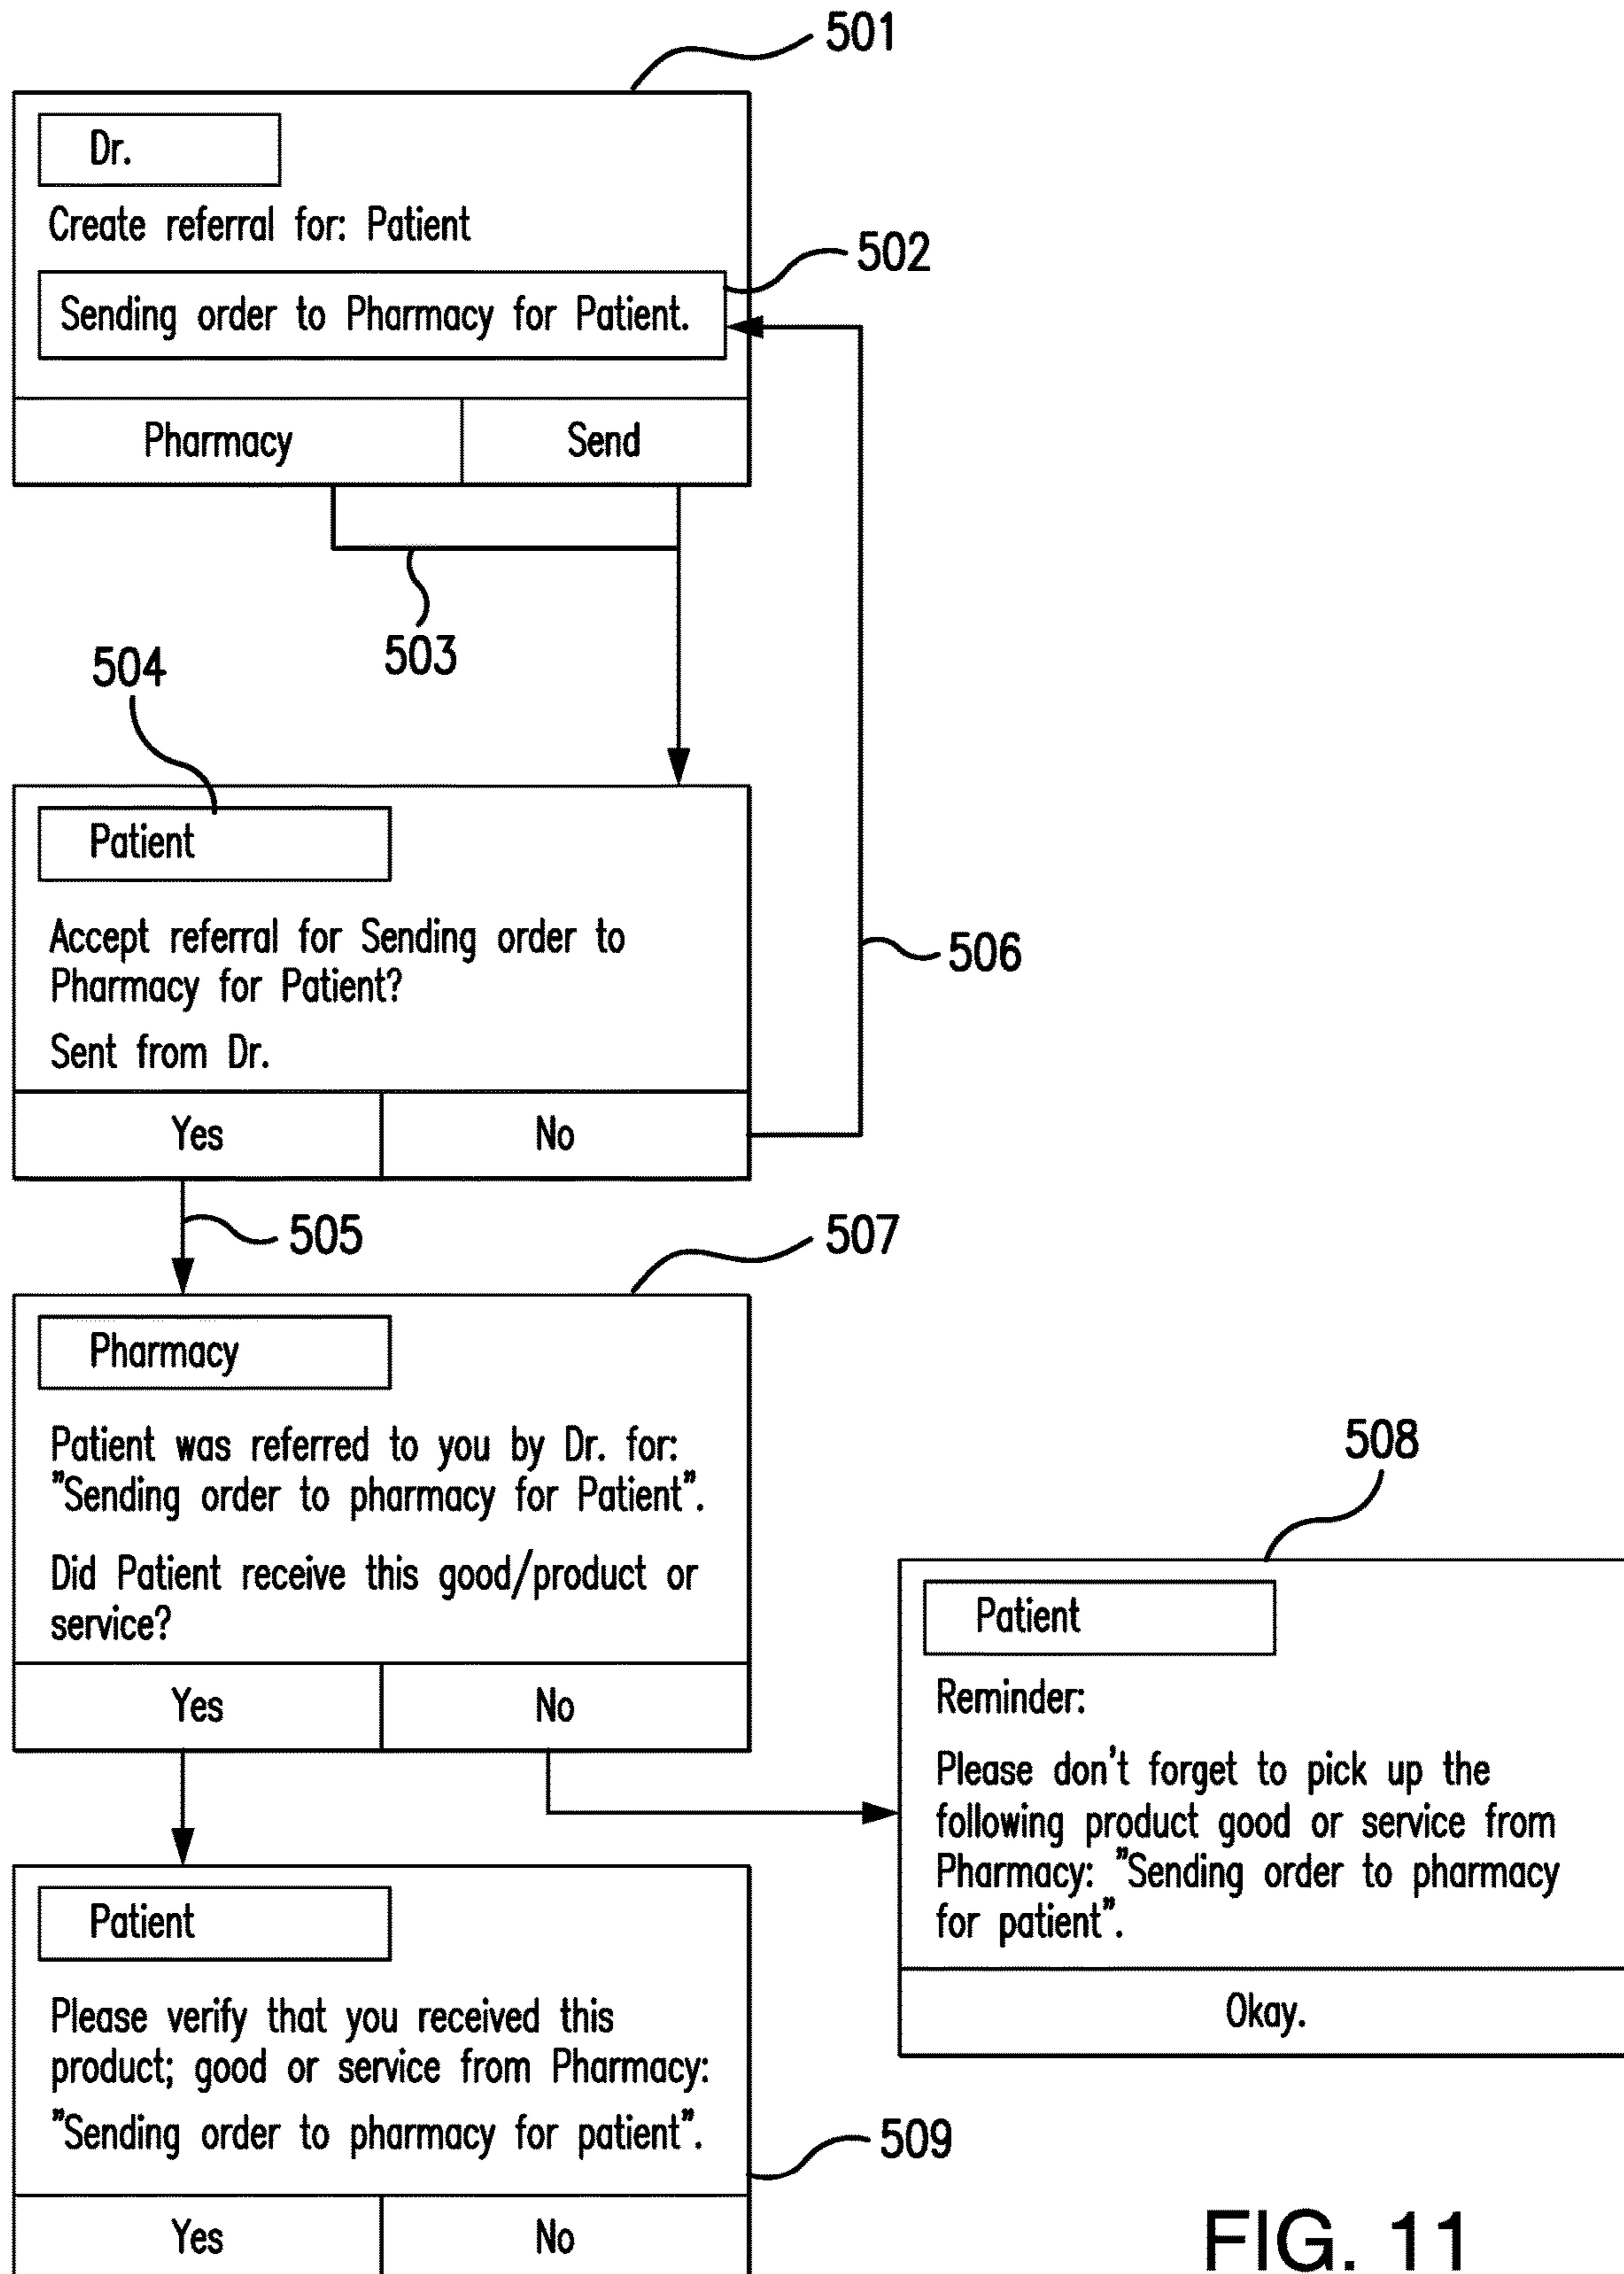 501
Dr.
Create referral for: Patient
502
Sending order to Pharmacy for Patient.
Pharmacy
Send
503
504
Patient
Accept referral for Sending order to
Pharmacy for Patient?
Sent from Dr.
506
Yes
No
505
507
Pharmacy
Patient was referred to you by Dr. for:
"Sending order to pharmacy for Patient".
Did Patient receive this good/product or
service?
Yes
No
508
Patient
Reminder:
Please don't forget to pick up the
following product good or service from
Pharmacy: "Sending order to pharmacy
for patient".
Okay.
Patient
Please verify that you received this
product; good or service from Pharmacy:
"Sending order to pharmacy for patient".
509
Yes
No
FIG. 11